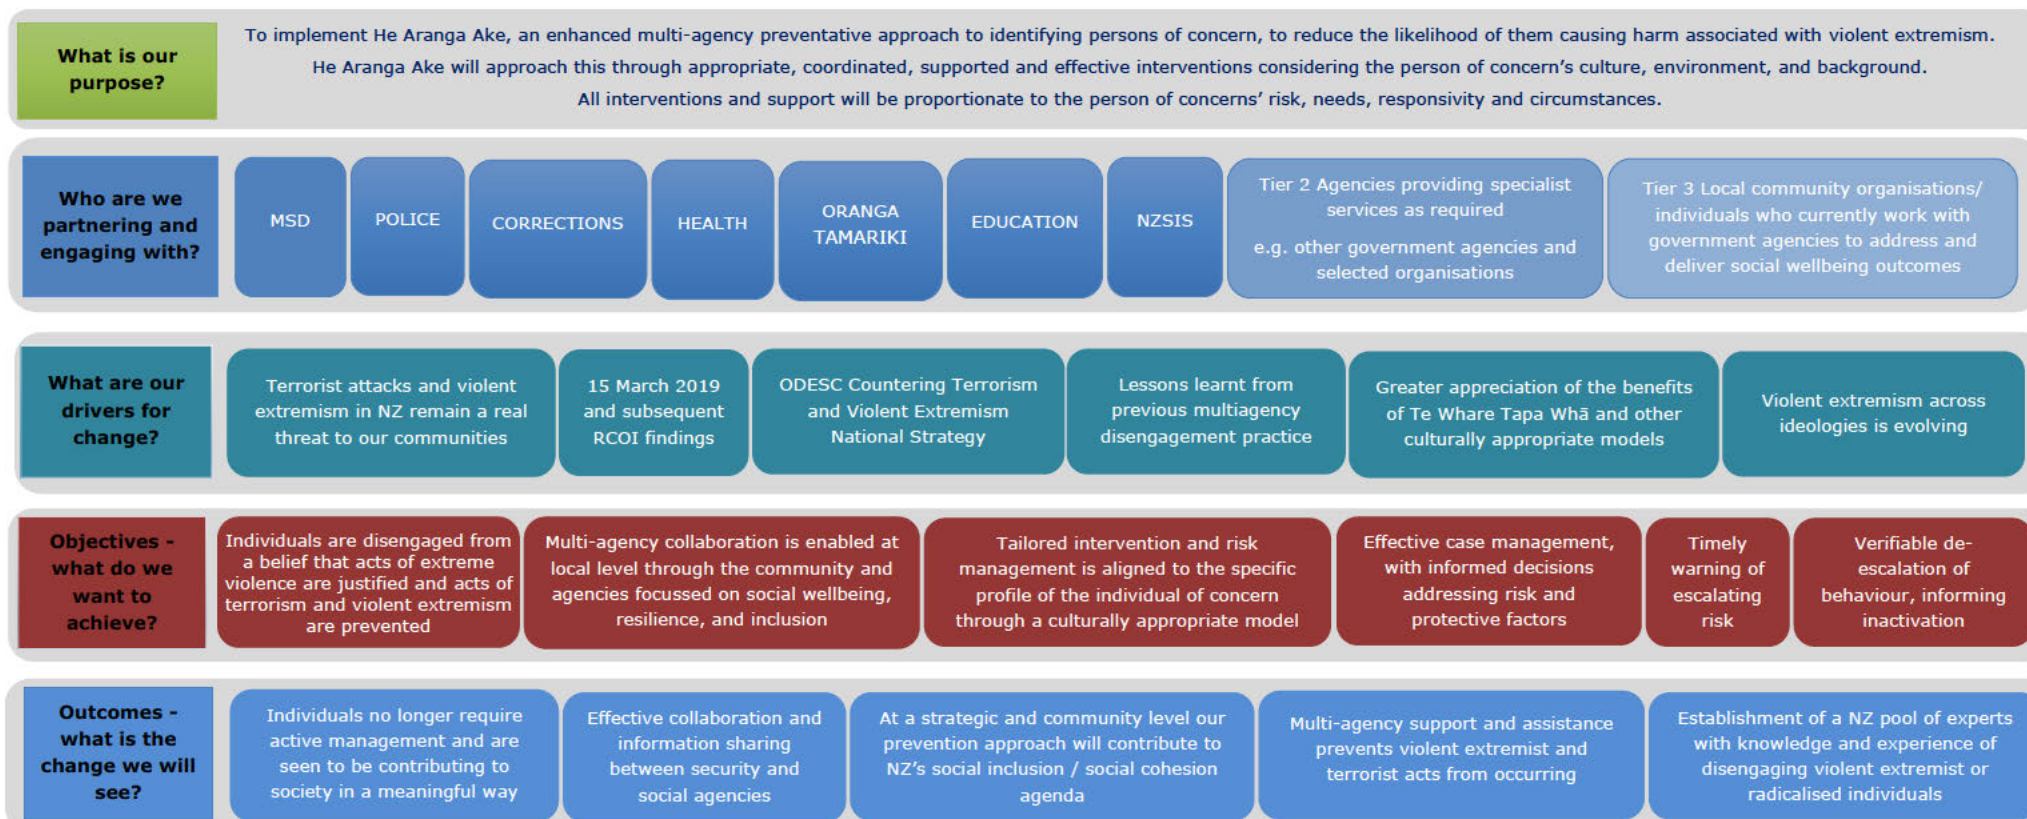 What is our
purpose?
To implement He Aranga Ake, an enhanced multi-agency preventative approach to identifying persons of concern, to reduce the likelihood of them causing harm associated with violent extremism.
He Aranga Ake will approach this through appropriate, coordinated, supported and effective interventions considering the person of concern's culture, environment, and background.
All interventions and support will be proportionate to the person of concerns' risk, needs, responsivity and circumstances.
Who are we
partnering and
engaging with?
MSD
POLICE
CORRECTIONS
HEALTH
ORANGA
TAMARIKI
EDUCATION
NZSIS
Tier 2 Agencies providing specialist
services as required
e.g. other government agencies and
selected organisations
Tier 3 Local community organisations/
individuals who currently work with
government agencies to address and
deliver social wellbeing outcomes
What are our
drivers for
change?
Terrorist attacks and violent
extremism in NZ remain a real
threat to our communities
15 March 2019
and subsequent
RCOI findings
ODESC Countering Terrorism
and Violent Extremism
National Strategy
Lessons learnt from
previous multiagency
disengagement practice
Greater appreciation of the benefits
of Te Whare Tapa Whā and other
culturally appropriate models
Violent extremism across
ideologies is evolving
Objectives -
what do we
want to
achieve?
Individuals are disengaged from
a belief that acts of extreme
violence are justified and acts of
terrorism and violent extremism
are prevented
Multi-agency collaboration is enabled at
local level through the community and
agencies focussed on social wellbeing,
resilience, and inclusion
Tailored intervention and risk
management is aligned to the specific
profile of the individual of concern
through a culturally appropriate model
Effective case management,
with informed decisions
addressing risk and
protective factors
Timely
warning of
escalating
risk
Verifiable de-
escalation of
behaviour, informing
inactivation
Outcomes -
what is the
change we will
see?
Individuals no longer require
active management and are
seen to be contributing to
society in a meaningful way
Effective collaboration and
information sharing
between security and
social agencies
At a strategic and community level our
prevention approach will contribute to
NZ's social inclusion / social cohesion
agenda
Multi-agency support and assistance
prevents violent extremist and
terrorist acts from occurring
Establishment of a NZ pool of experts
with knowledge and experience of
disengaging violent extremist or
radicalised individuals